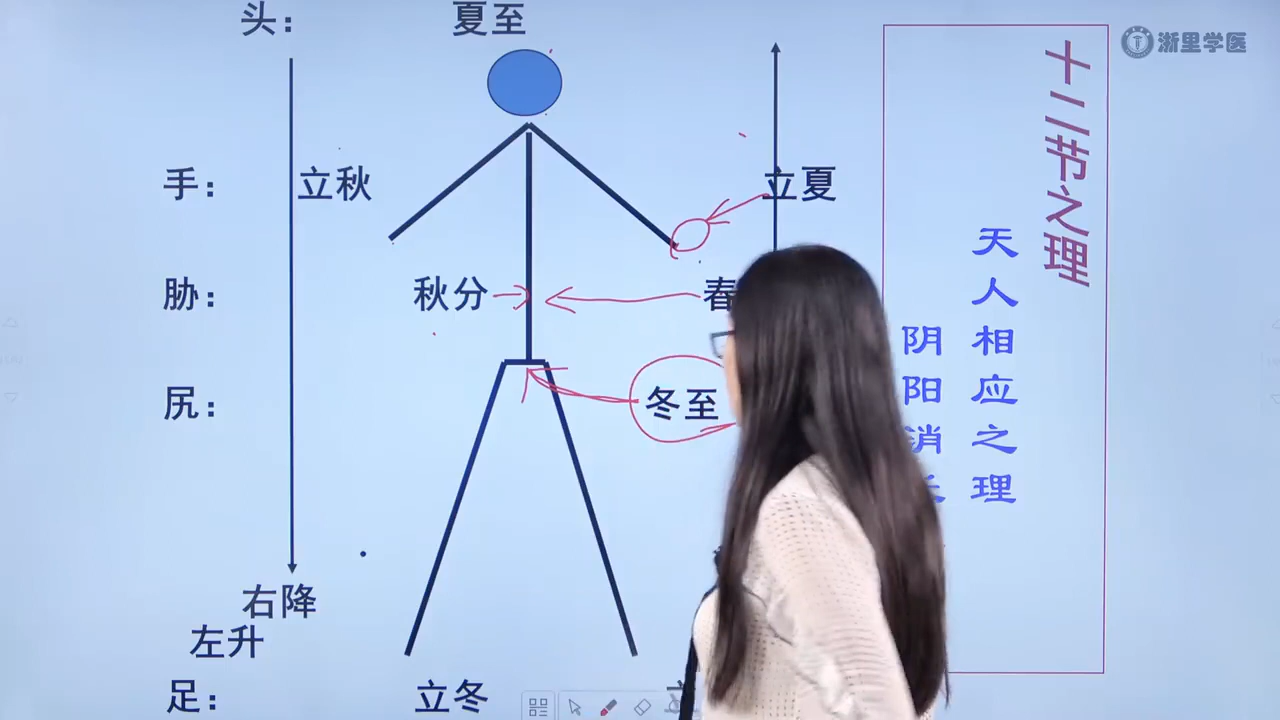 头： 夏至
浙里学医
十二节之理
手： 立秋 立夏
天人相应之理
胁： 秋分 春
阴阳消
尻： 冬至
右降
左升
足： 立冬